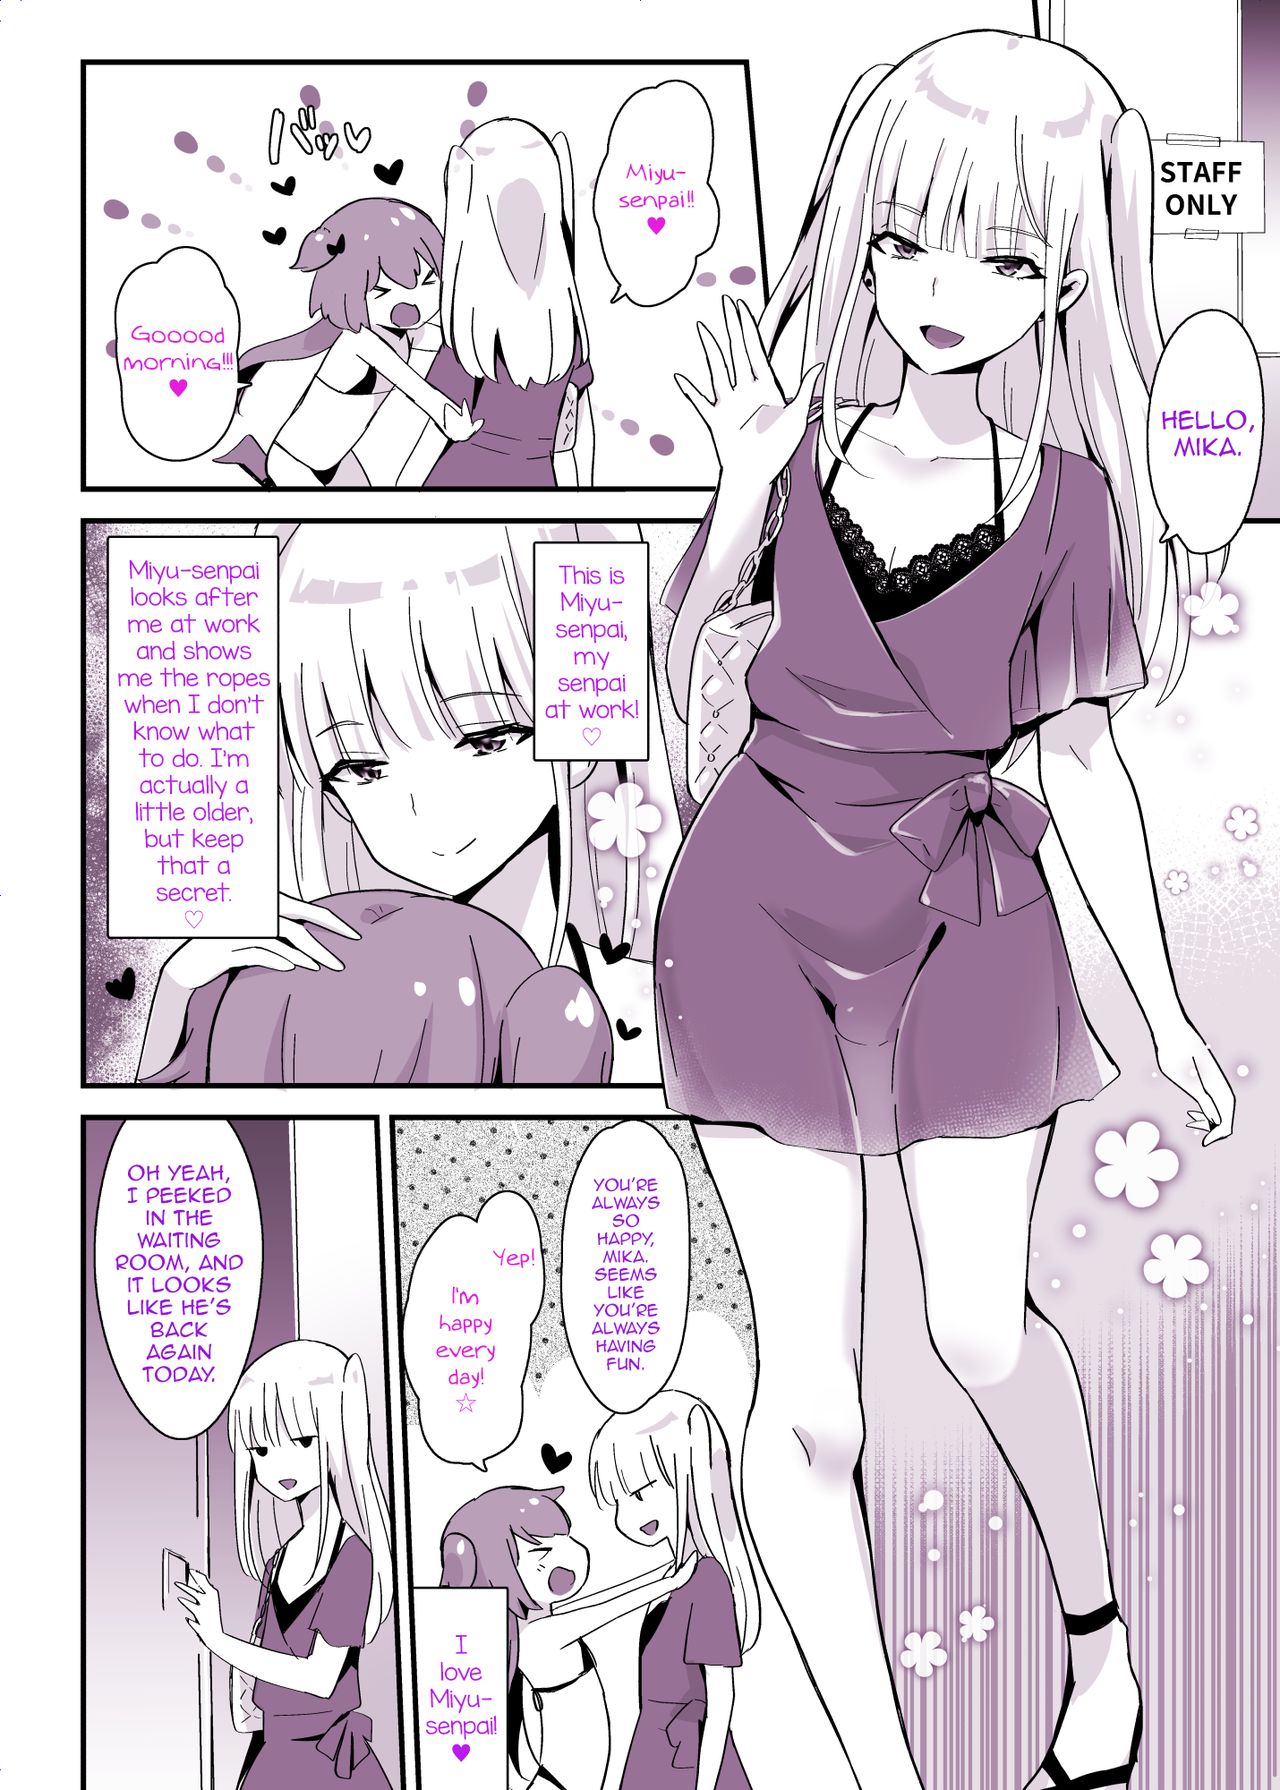 STAFF
ONLY
HELLO,
MIKA.
バッ
Miyu-
senpai!!
♥
Gooood
morning!!!
♥
This is
Miyu-
senpai,
my
senpai
at work!
♡
Miyu-senpai
looks after
me at work
and shows
me the ropes
when I don't
know what
to do. I'm
actually a
little older,
but keep
that a
secret.
♡
YOU'RE
ALWAYS
SO
HAPPY,
MIKA.
SEEMS
LIKE
YOU'RE
ALWAYS
HAVING
FUN.
Yep!
I'm
happy
every
day!
☆
I
love
Miyu-
senpai!
♥
OH YEAH,
I PEEKED
IN THE
WAITING
ROOM, AND
IT LOOKS
LIKE HE'S
BACK
AGAIN
TODAY.